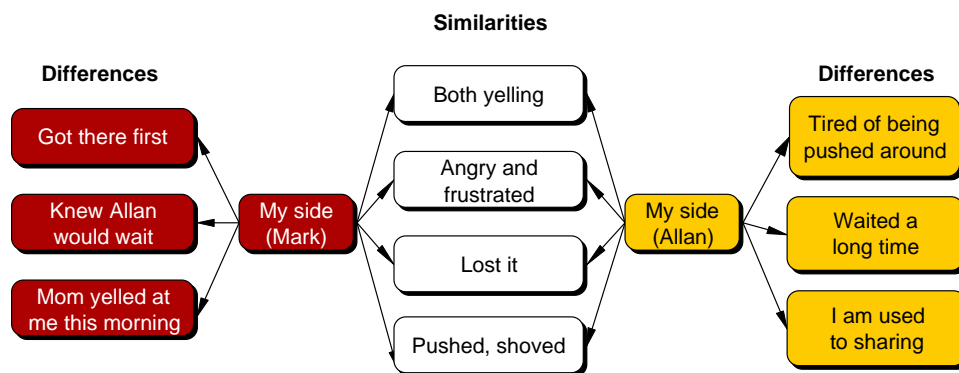 Similarities
Differences
Differences
Got there first
Knew Allan
would wait
Mom yelled at
me this morning
My side
(Mark)
Both yelling
Angry and
frustrated
Lost it
Pushed, shoved
My side
(Allan)
Tired of being
pushed around
Waited a
long time
I am used
to sharing